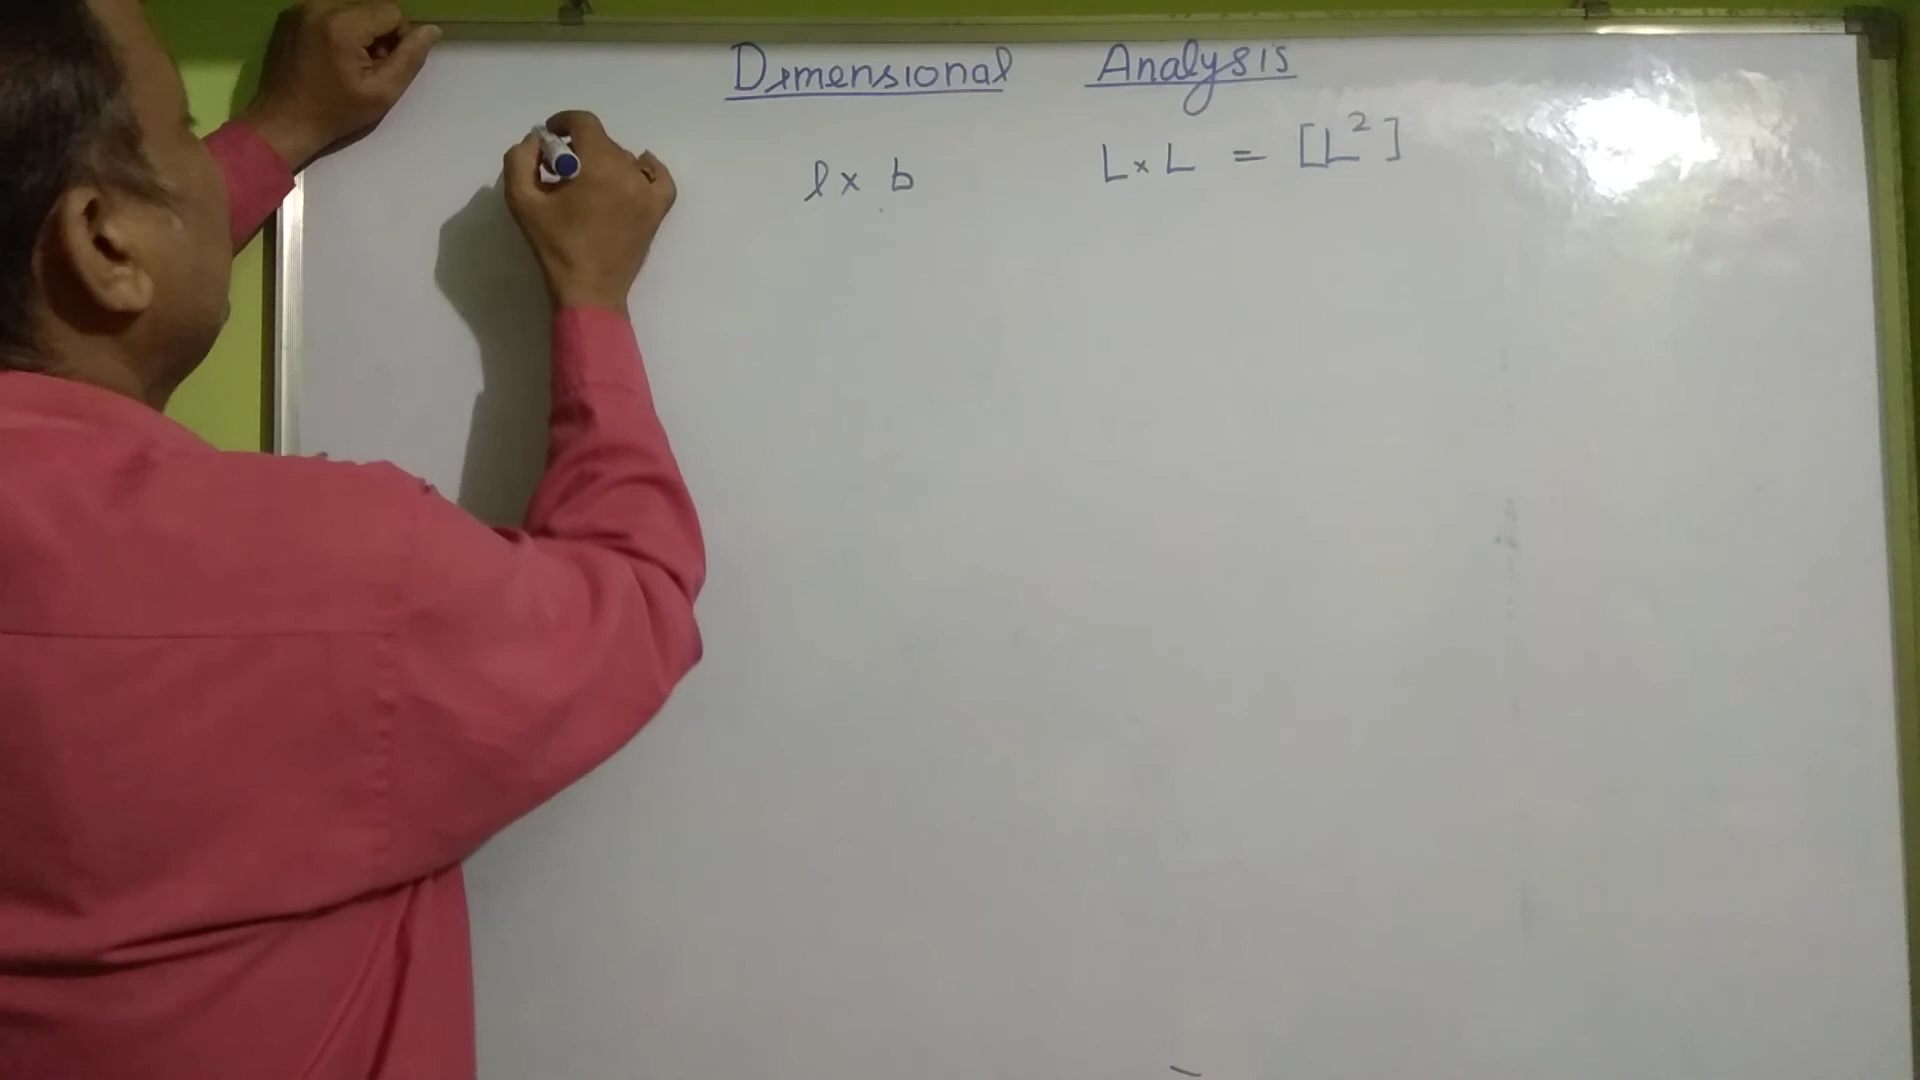 Dimensional Analysis
l × b L × L = [L²]